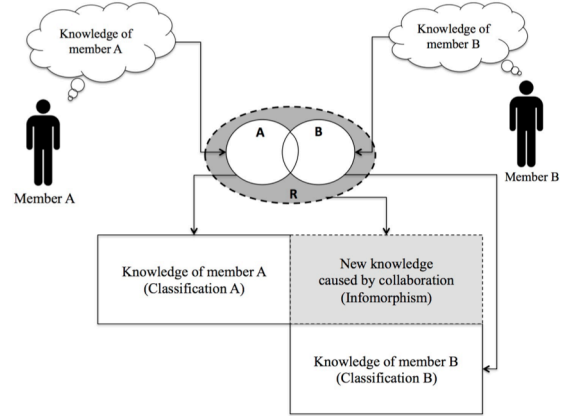 Knowledge of
member A
Knowledge of
member B
A
B
R
Member A
Member B
Knowledge of member A
(Classification A)
New knowledge
caused by collaboration
(Infomorphism)
Knowledge of member B
(Classification B)